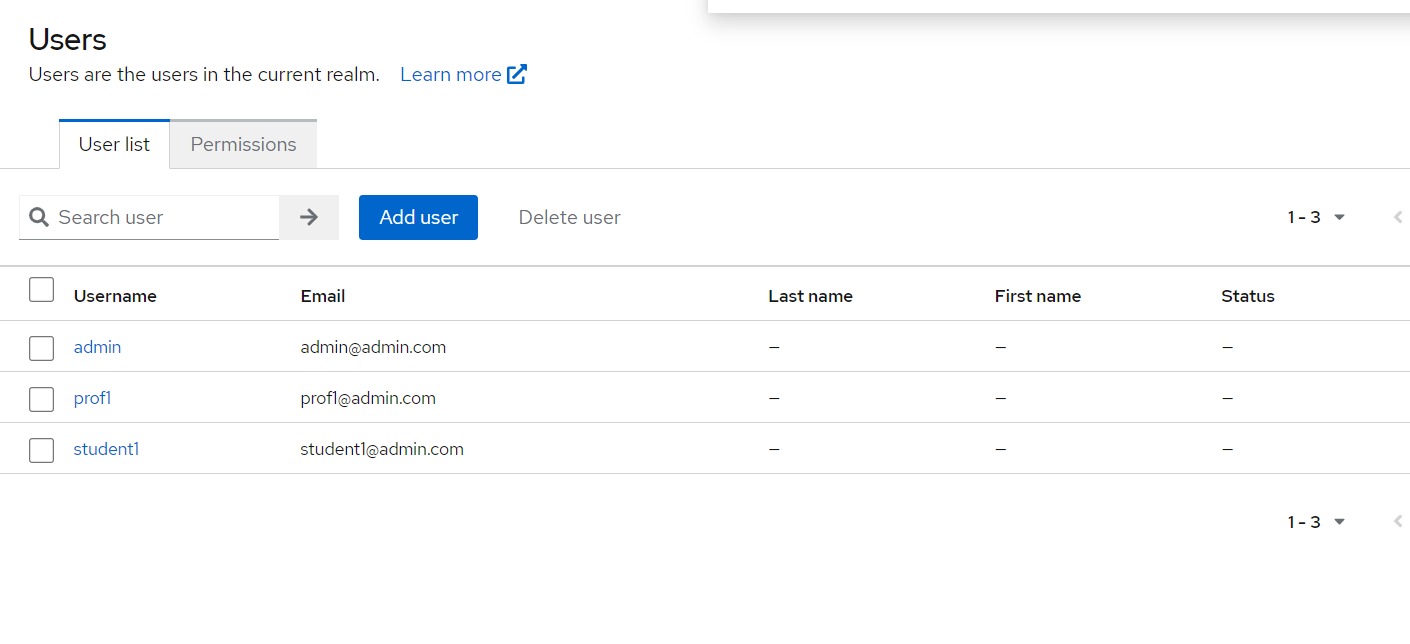 Users
Users are the users in the current realm. Learn more
User list Permissions
Search user Add user Delete user 1 - 3
Username Email Last name First name Status
admin admin@admin.com – – –
prof1 prof1@admin.com – – –
student1 student1@admin.com – – –
1 - 3